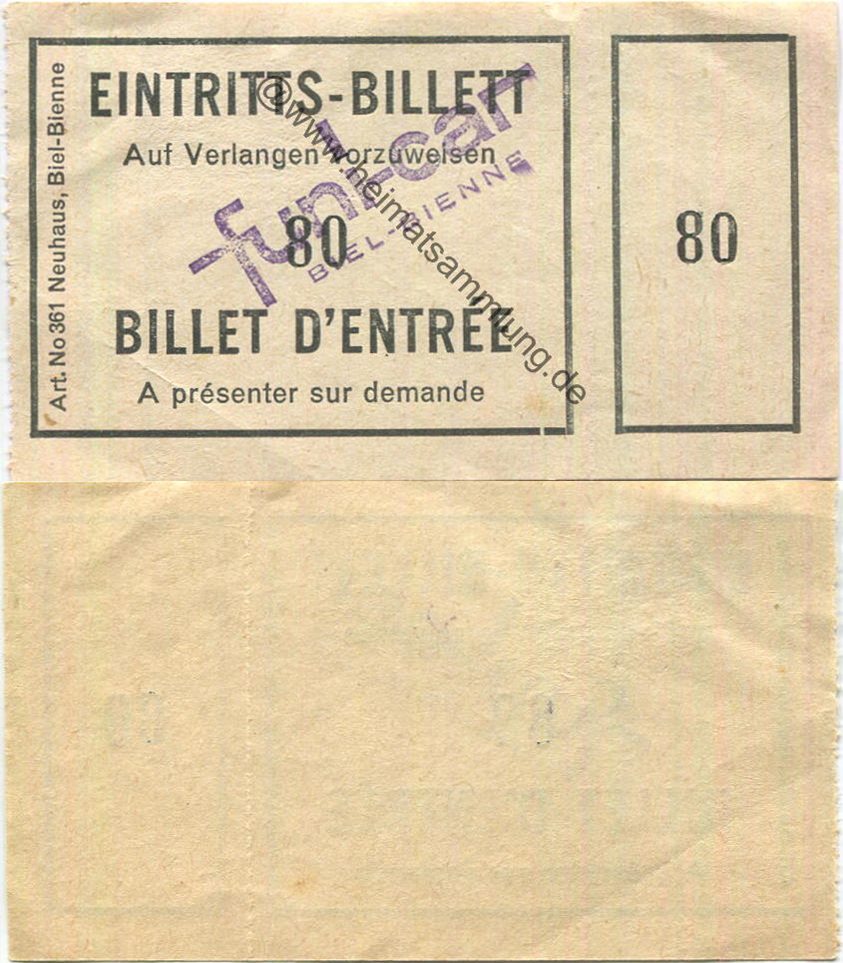 EINTRITTS-BILLETT
Auf Verlangen vorzuweisen
80
BILLET D'ENTRÉE
A présenter sur demande
Art. No 361 Neuhaus, Biel-Bienne
funi-car
BIEL-BIENNE
80
©www.heimatsammlung.de